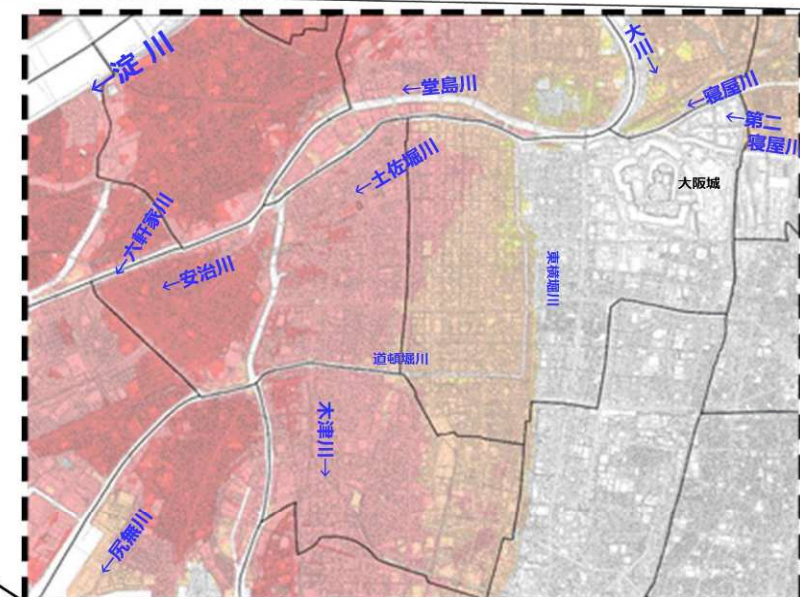 ←淀川
大川→
←堂島川
←寝屋川
←第二
寝屋川
←土佐堀川
大阪城
←六軒家川
←安治川
東横堀川
道頓堀川
木津川→
←尻無川